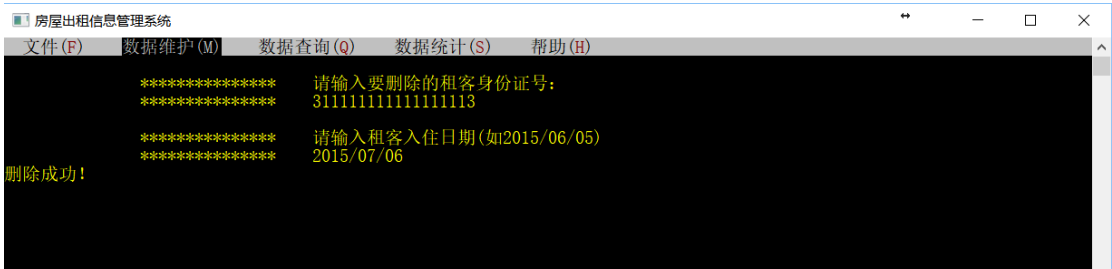 房屋出租信息管理系统
文件(F) 数据维护(M) 数据查询(Q) 数据统计(S) 帮助(H)
*************** 请输入要删除的租客身份证号:
*************** 311111111111111113
*************** 请输入租客入住日期(如2015/06/05)
*************** 2015/07/06
删除成功!